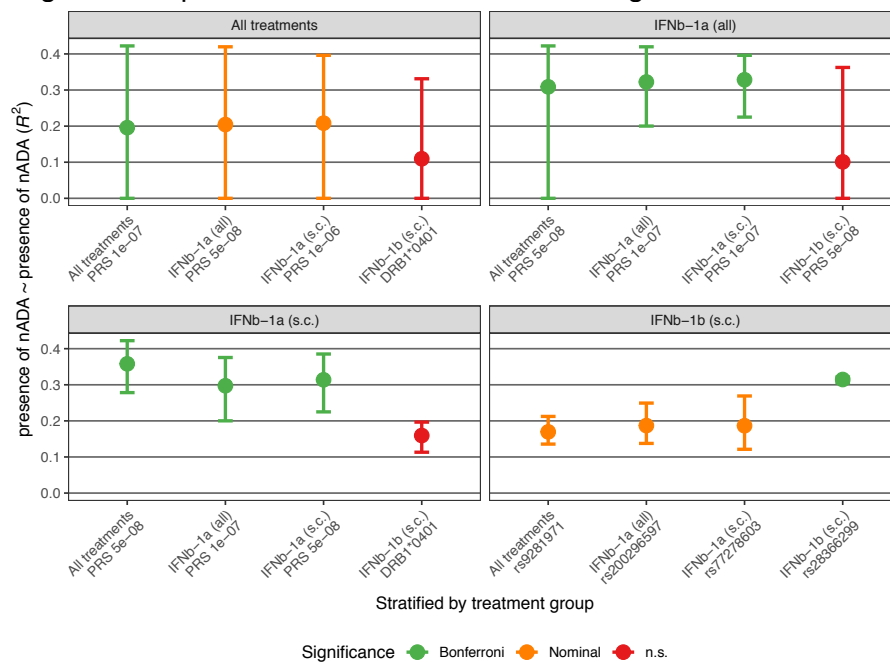 All treatments
IFNb−1a (all)
presence of nADA ~ presence of nADA (R²)
0.4
0.3
0.2
0.1
0.0
All treatments
PRS 1e−07
IFNb−1a (all)
PRS 5e−08
IFNb−1a (s.c.)
PRS 1e−06
IFNb−1b (s.c.)
DRB1*0401
All treatments
PRS 5e−08
IFNb−1a (all)
PRS 1e−07
IFNb−1a (s.c.)
PRS 1e−07
IFNb−1b (s.c.)
PRS 5e−08
IFNb−1a (s.c.)
IFNb−1b (s.c.)
0.4
0.3
0.2
0.1
0.0
All treatments
PRS 5e−08
IFNb−1a (all)
PRS 1e−07
IFNb−1a (s.c.)
PRS 5e−08
IFNb−1b (s.c.)
DRB1*0401
All treatments
rs9281971
IFNb−1a (all)
rs200296597
IFNb−1a (s.c.)
rs77278603
IFNb−1b (s.c.)
rs28366299
Stratified by treatment group
Significance Bonferroni Nominal n.s.